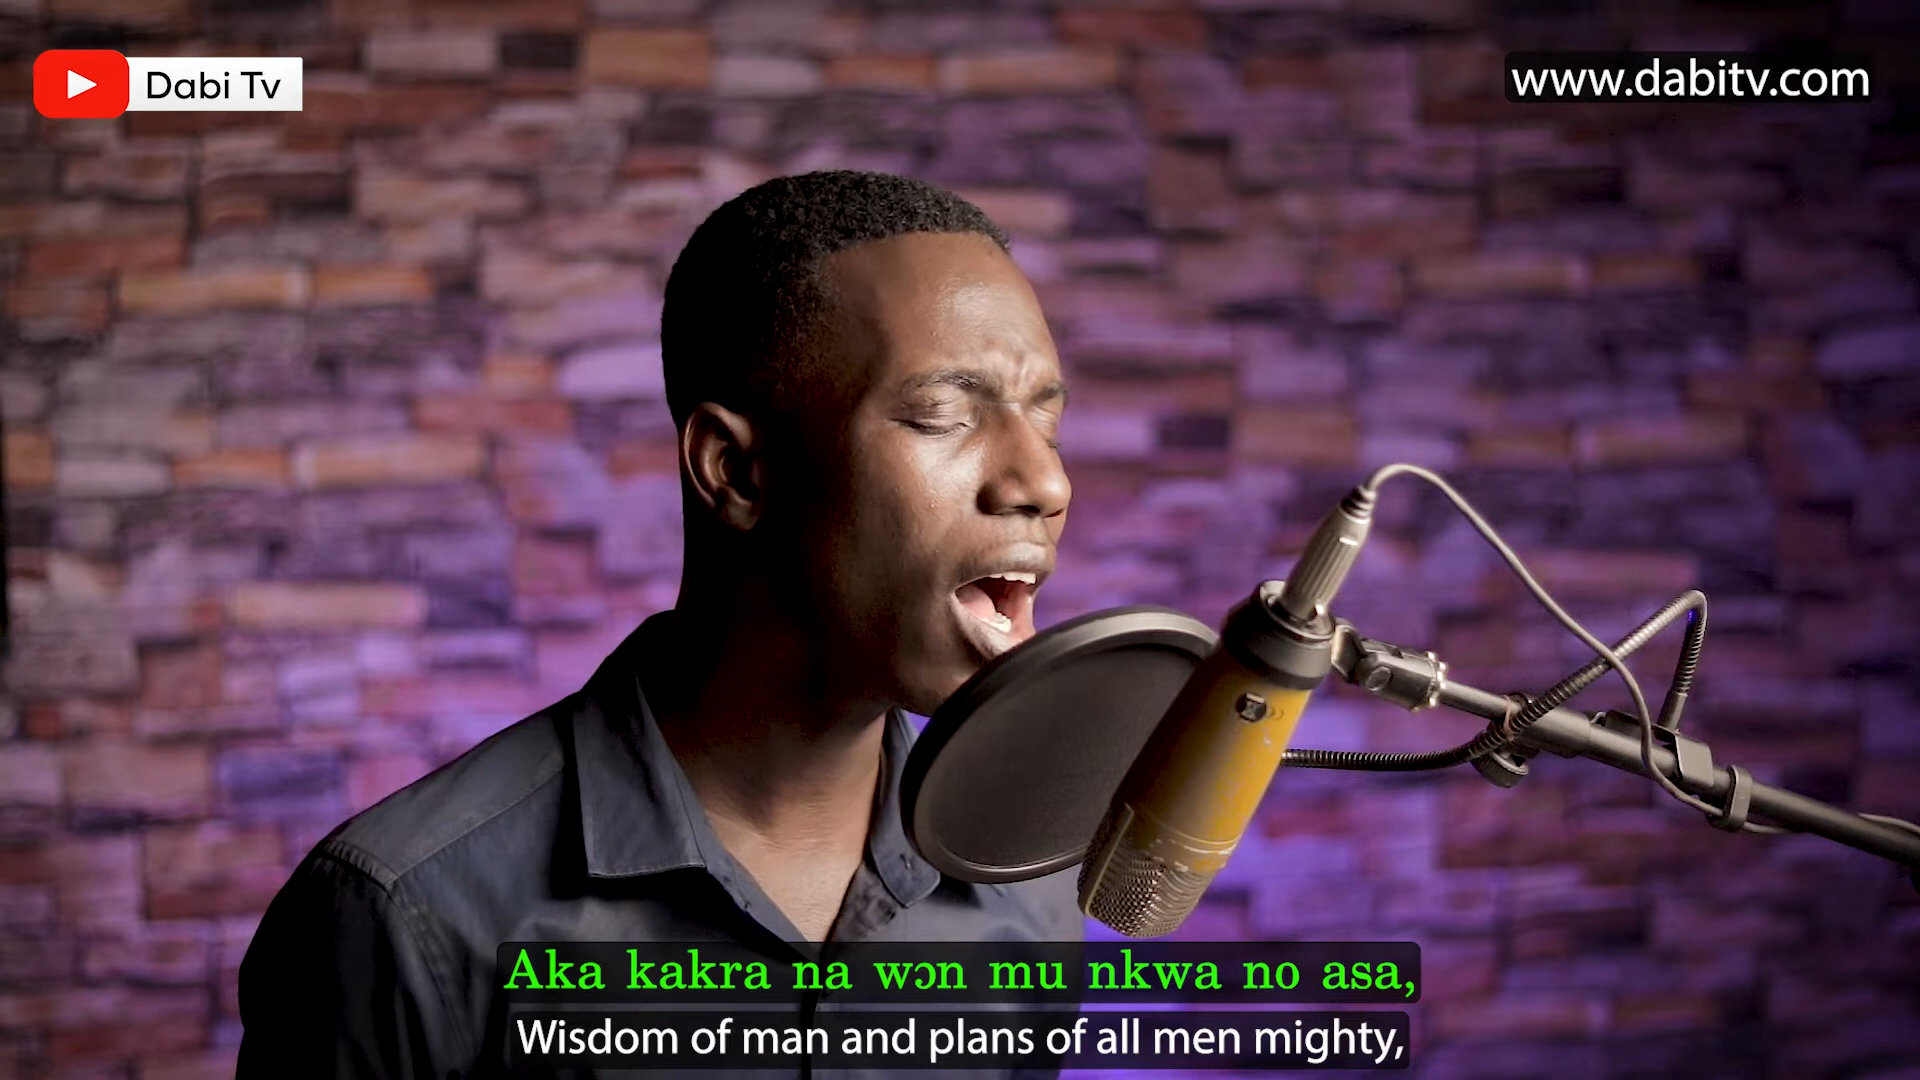 Dabi Tv
www.dabitv.com
Aka kakra na wɔn mu nkwa no asa,
Wisdom of man and plans of all men mighty,